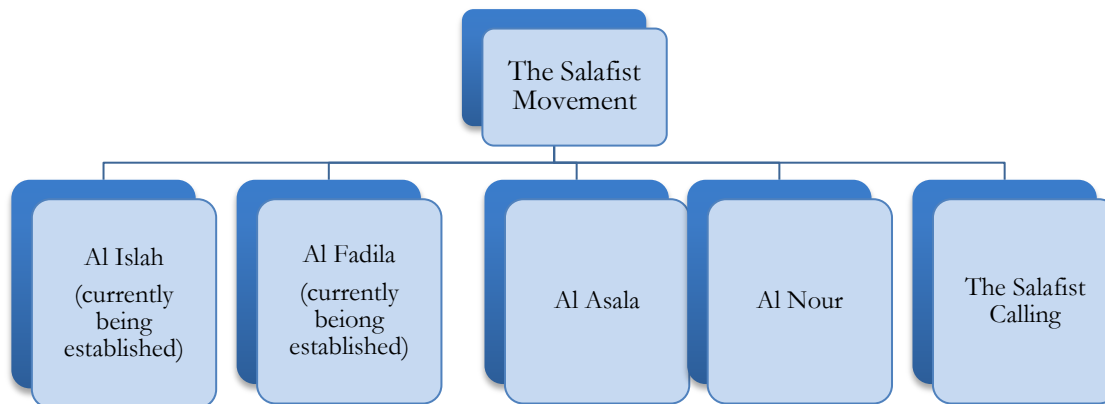 The Salafist
Movement
Al Islah
(currently
being
established)
Al Fadila
(currently
beiong
established)
Al Asala
Al Nour
The Salafist
Calling